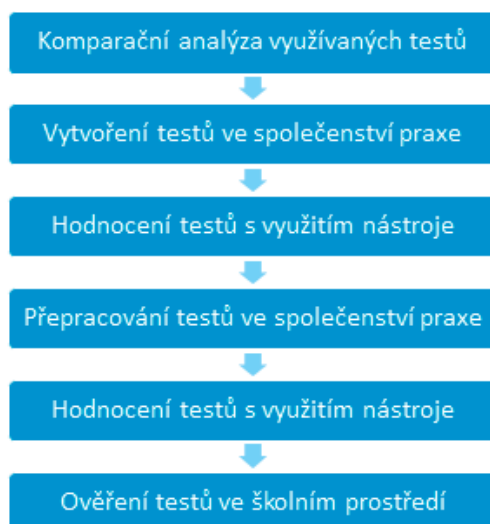 Komparační analýza využívaných testů
Vytvoření testů ve společenství praxe
Hodnocení testů s využitím nástroje
Přepracování testů ve společenství praxe
Hodnocení testů s využitím nástroje
Ověření testů ve školním prostředí